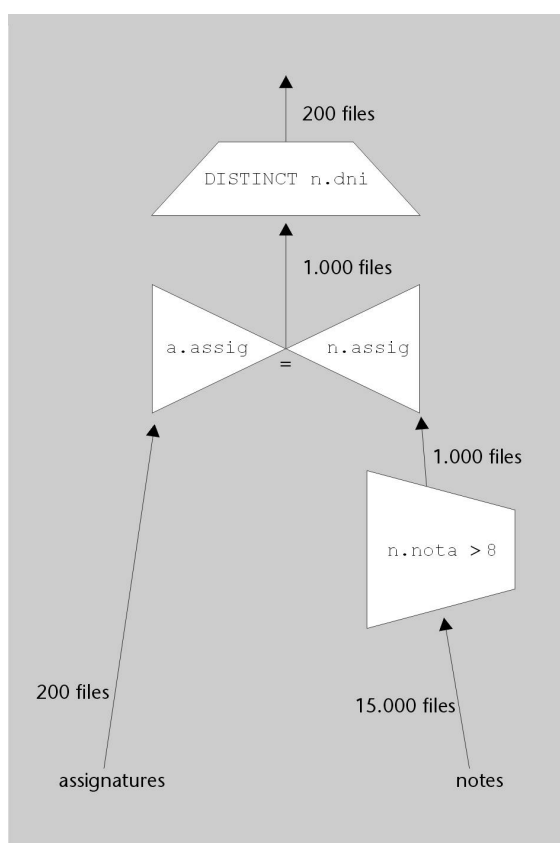 200 files
DISTINCT n.dni
1.000 files
a.assig
n.assig
=
1.000 files
n.nota > 8
200 files
15.000 files
assignatures
notes